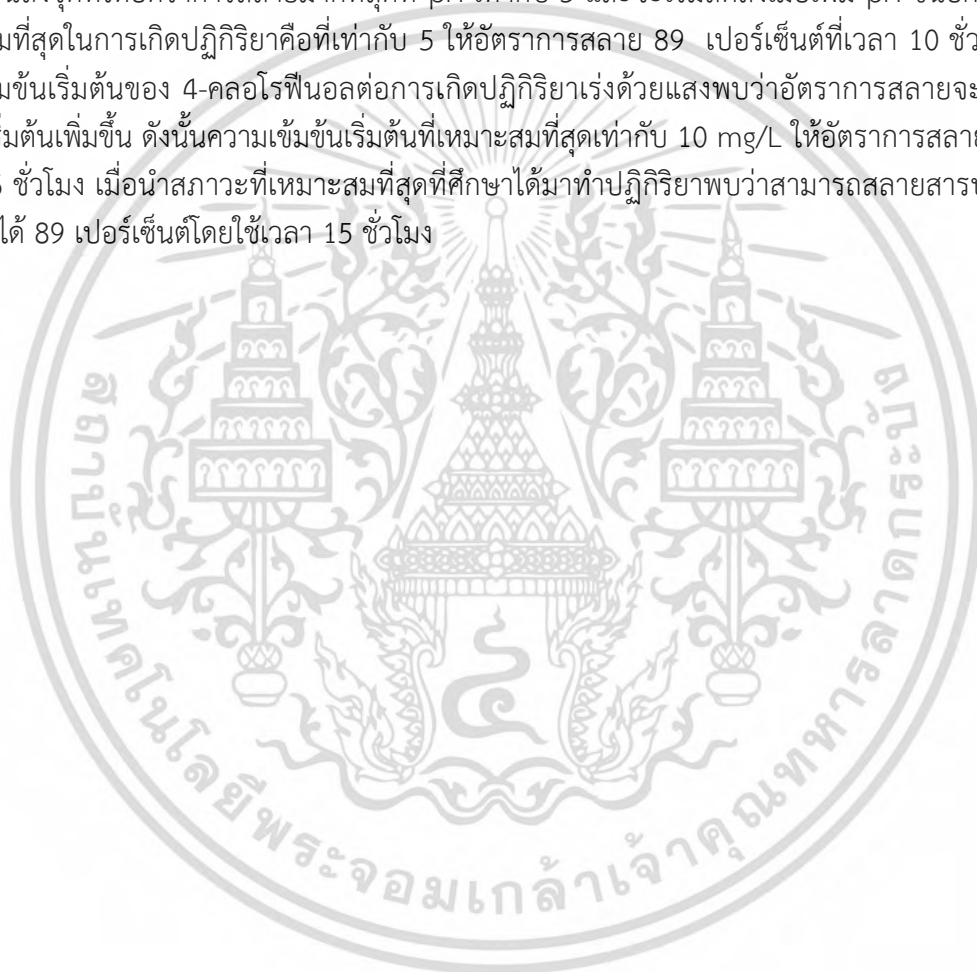 มที่สุดในการเกิดปฏิกิริยาคือที่เท่ากับ 5 ให้อัตราการสลาย 89 เปอร์เซ็นต์ที่เวลา 10 ชั่ว
มข้นเริ่มต้นของ 4-คลอโรฟีนอลต่อการเกิดปฏิกิริยาเร่งด้วยแสงพบว่าอัตราการสลายจะ
ริ่มต้นเพิ่มขึ้น ดังนั้นความเข้มข้นเริ่มต้นที่เหมาะสมที่สุดเท่ากับ 10 mg/L ให้อัตราการสลาย
ชั่วโมง เมื่อนำสภาวะที่เหมาะสมที่สุดที่ศึกษาได้มาทำปฏิกิริยาพบว่าสามารถสลายสาร
ได้ 89 เปอร์เซ็นต์โดยใช้เวลา 15 ชั่วโมง
สถาบันเทคโนโลยีพระจอมเกล้าเจ้าคุณทหารลาดกระบัง